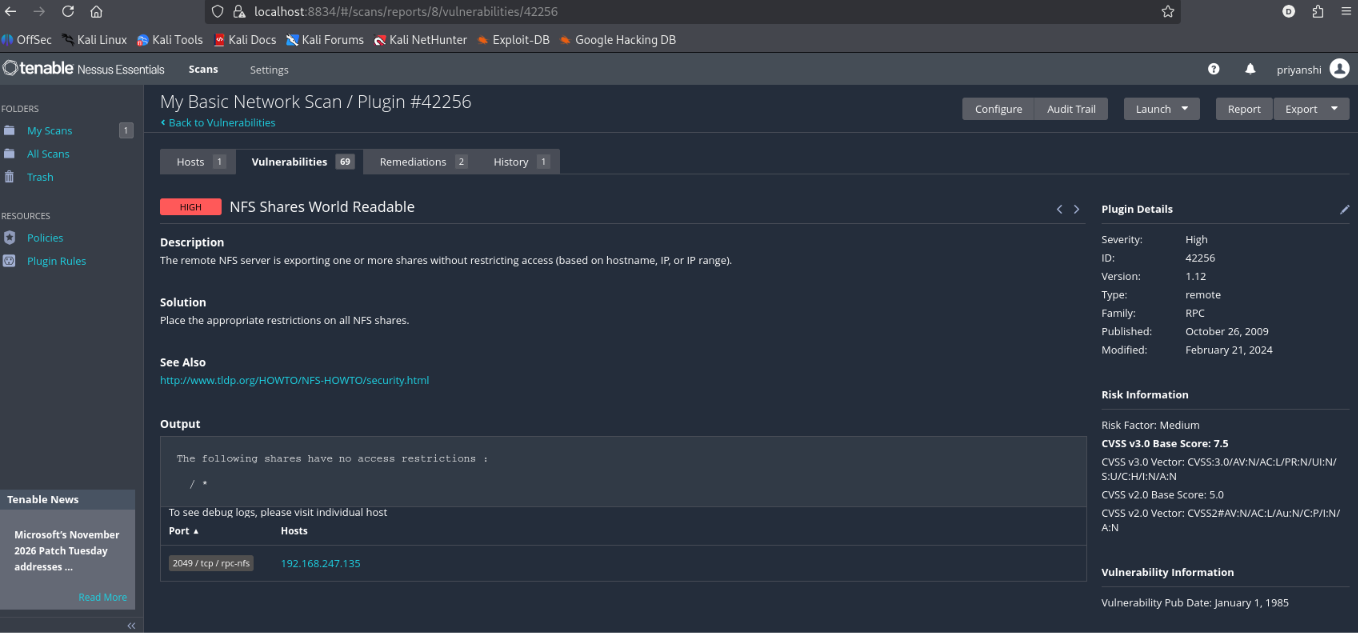 localhost:8834/#/scans/reports/8/vulnerabilities/42256
OffSec Kali Linux Kali Tools Kali Docs Kali Forums Kali NetHunter Exploit-DB Google Hacking DB
tenable Nessus Essentials Scans Settings priyanshi
FOLDERS
My Scans 1
All Scans
Trash
RESOURCES
Policies
Plugin Rules
Tenable News
Microsoft's November
2026 Patch Tuesday
addresses ...
Read More
My Basic Network Scan / Plugin #42256
Back to Vulnerabilities
Configure Audit Trail Launch Report Export
Hosts 1 Vulnerabilities 69 Remediations 2 History 1
HIGH NFS Shares World Readable
Description
The remote NFS server is exporting one or more shares without restricting access (based on hostname, IP, or IP range).
Solution
Place the appropriate restrictions on all NFS shares.
See Also
http://www.tldp.org/HOWTO/NFS-HOWTO/security.html
Output
The following shares have no access restrictions :
/ *
To see debug logs, please visit individual host
Port Hosts
2049 / tcp / rpc-nfs 192.168.247.135
Plugin Details
Severity: High
ID: 42256
Version: 1.12
Type: remote
Family: RPC
Published: October 26, 2009
Modified: February 21, 2024
Risk Information
Risk Factor: Medium
CVSS v3.0 Base Score: 7.5
CVSS v3.0 Vector: CVSS:3.0/AV:N/AC:L/PR:N/UI:N/
S:U/C:H/I:N/A:N
CVSS v2.0 Base Score: 5.0
CVSS v2.0 Vector: CVSS2#AV:N/AC:L/Au:N/C:P/I:N/
A:N
Vulnerability Information
Vulnerability Pub Date: January 1, 1985